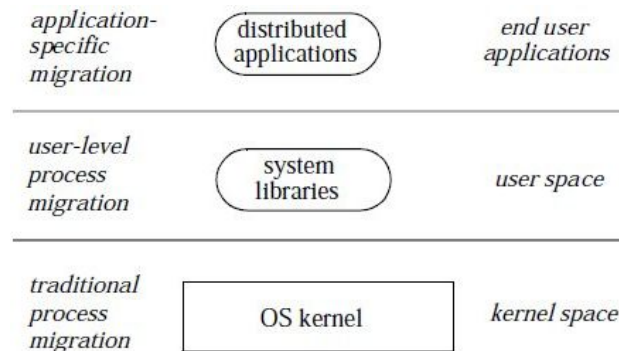 application-
specific
migration
distributed
applications
end user
applications
user-level
process
migration
system
libraries
user space
traditional
process
migration
OS kernel
kernel space